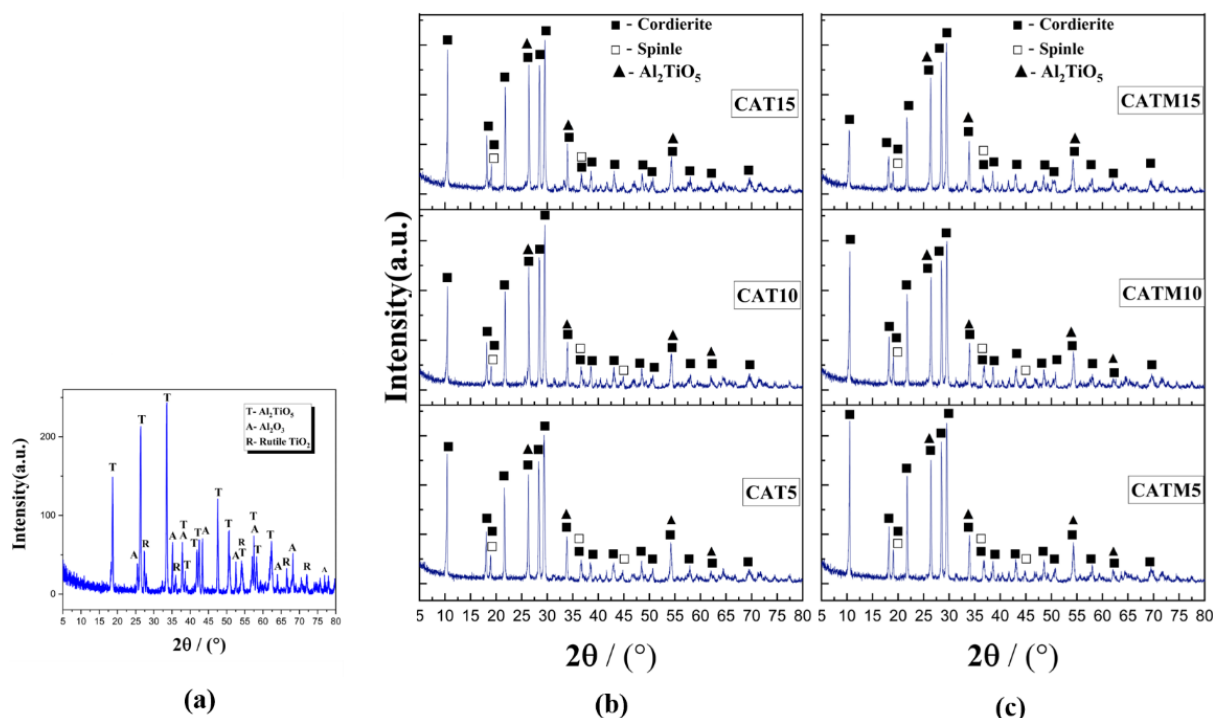 Intensity(a.u.)
200
100
0
T- Al₂TiO₅
A- Al₂O₃
R- Rutile TiO₂
T
T
T
A
R
A
R
T
A
T
T
T
A
T
T
A
R
T
T
A
T
T
A
R
A
R
A
5 10 15 20 25 30 35 40 45 50 55 60 65 70 75 80
2θ / (°)
(a)
Intensity(a.u.)
■ - Cordierite
□ - Spinle
▲ - Al₂TiO₅
CAT15
CAT10
CAT5
5 10 15 20 25 30 35 40 45 50 55 60 65 70 75 80
2θ / (°)
(b)
■ - Cordierite
□ - Spinle
▲ - Al₂TiO₅
CATM15
CATM10
CATM5
5 10 15 20 25 30 35 40 45 50 55 60 65 70 75 80
2θ / (°)
(c)